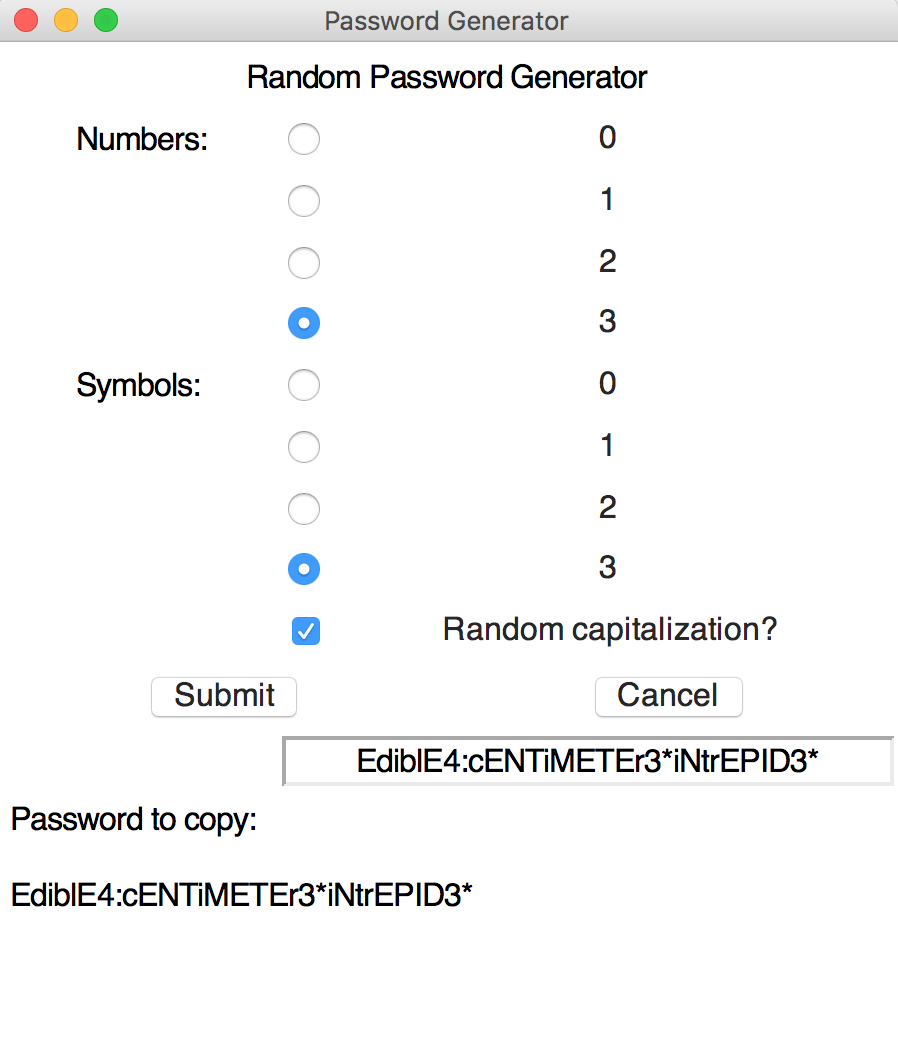 Password Generator
Random Password Generator
Numbers: 0
1
2
3
Symbols: 0
1
2
3
Random capitalization?
Submit Cancel
EdiblE4:cENTiMETEr3*iNtrEPID3*
Password to copy:
EdiblE4:cENTiMETEr3*iNtrEPID3*